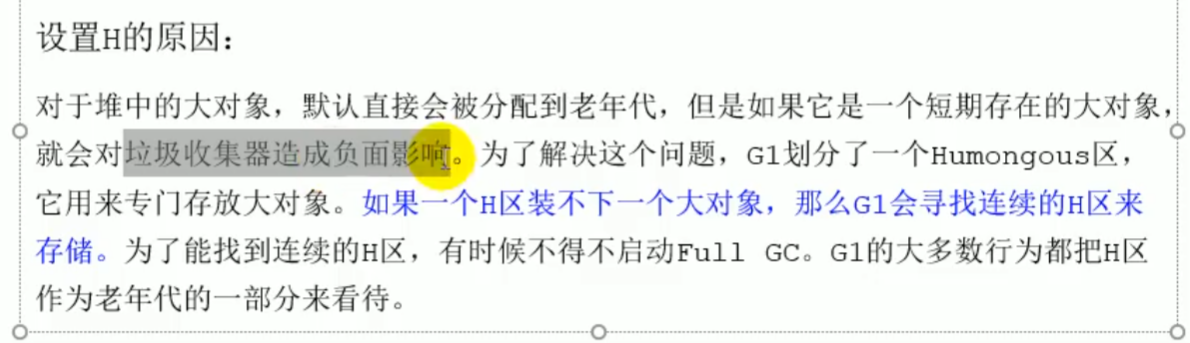 设置H的原因：
对于堆中的大对象，默认直接会被分配到老年代，但是如果它是一个短期存在的大对象，
就会对垃圾收集器造成负面影响。为了解决这个问题，G1划分了一个Humongous区，
它用来专门存放大对象。如果一个H区装不下一个大对象，那么G1会寻找连续的H区来
存储。为了能找到连续的H区，有时候不得不启动Full GC。G1的大多数行为都把H区
作为老年代的一部分来看待。